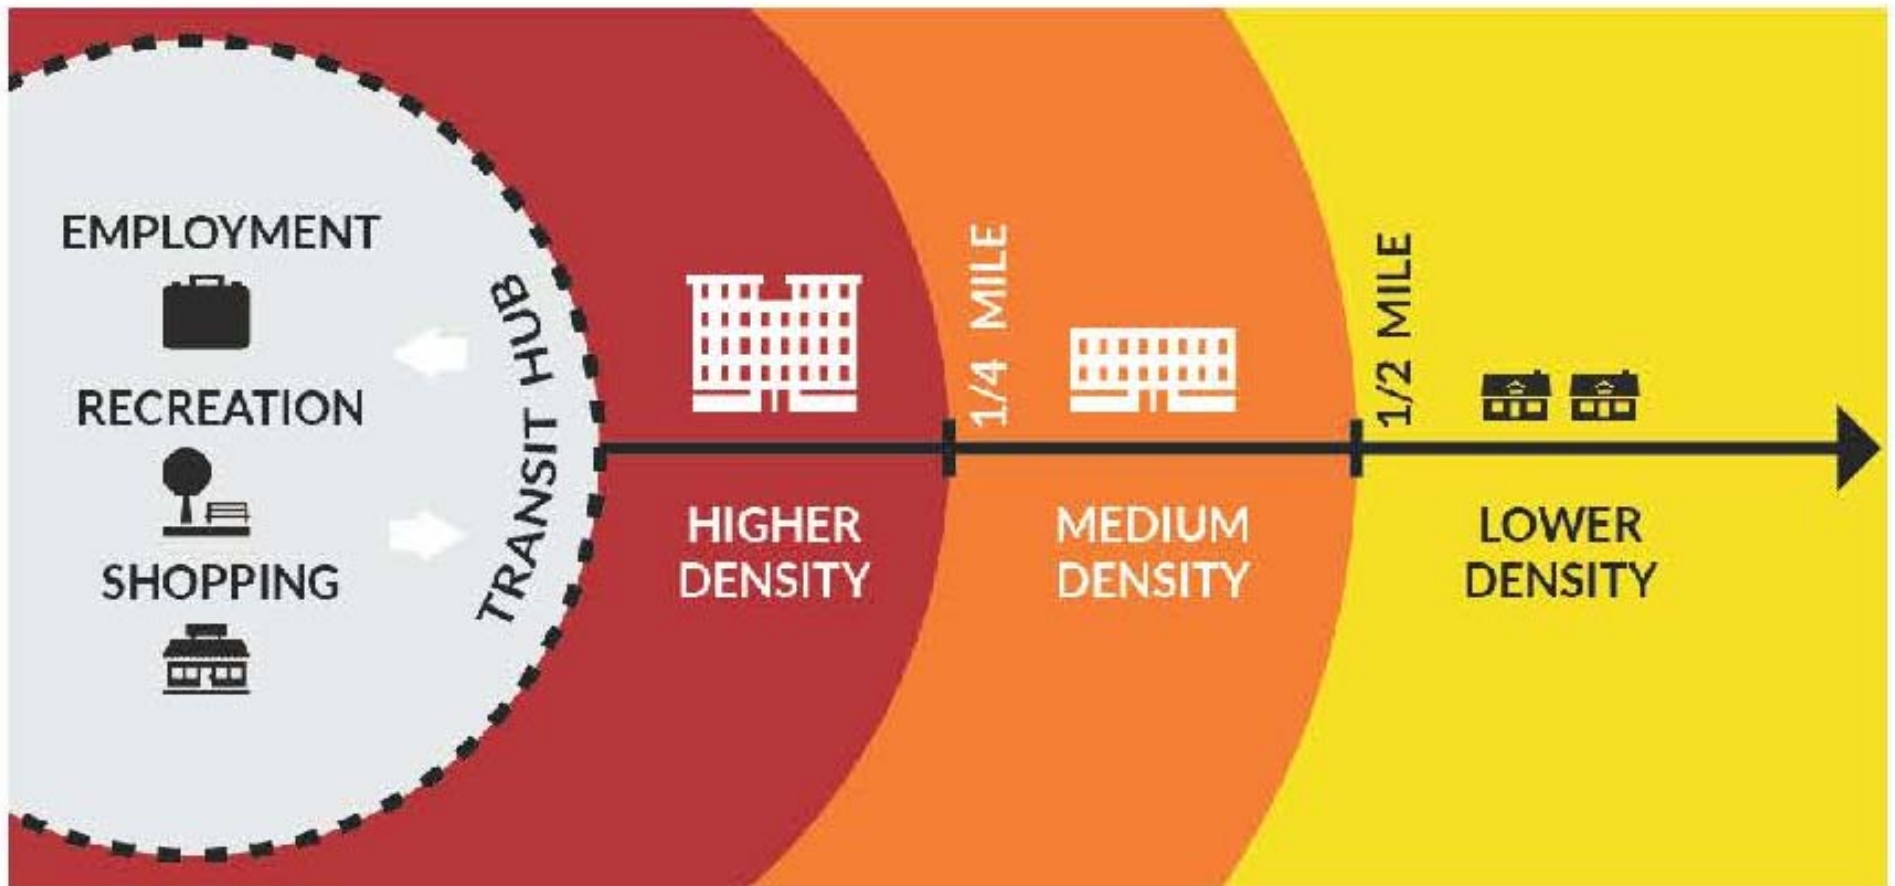 EMPLOYMENT
RECREATION
SHOPPING
TRANSIT HUB
HIGHER
DENSITY
1/4 MILE
MEDIUM
DENSITY
1/2 MILE
LOWER
DENSITY